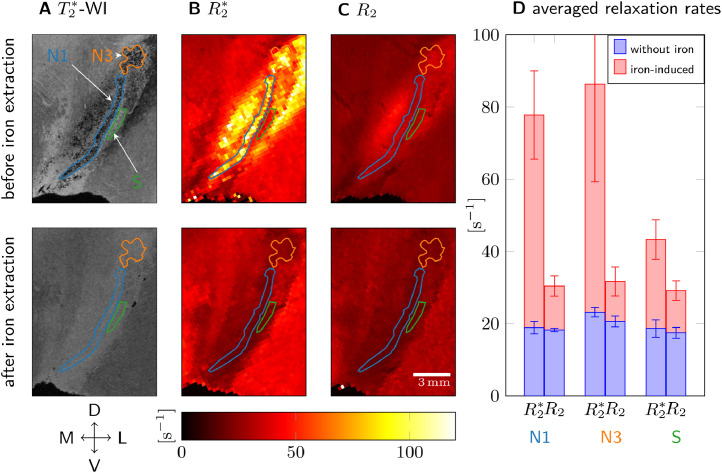 A T₂*-WI
B R₂*
C R₂
D averaged relaxation rates
before iron extraction
N1
N3
S
after iron extraction
3 mm
D
M L
V
[s⁻¹]
0 50 100
[s⁻¹]
100
80
60
40
20
0
without iron
iron-induced
R₂*R₂ R₂*R₂ R₂*R₂
N1 N3 S